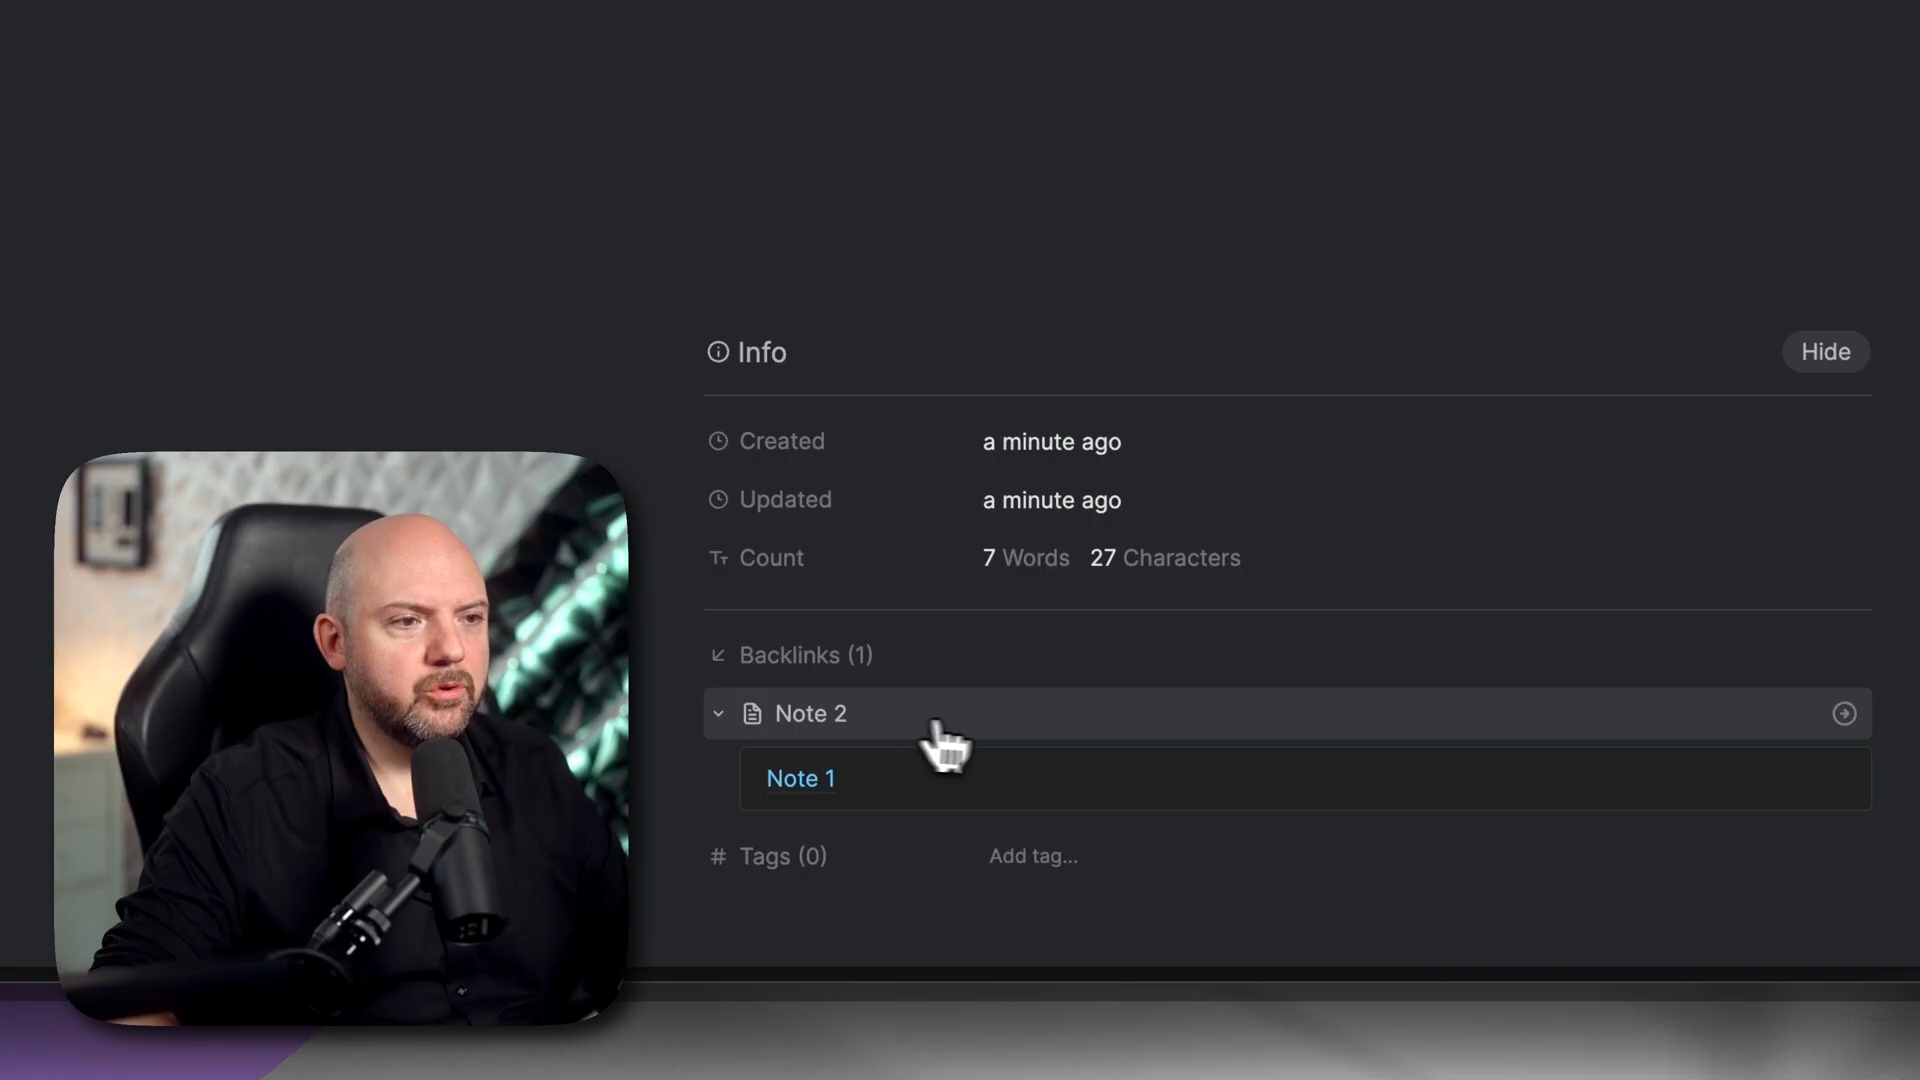 Info
Hide
Created a minute ago
Updated a minute ago
Tт Count 7 Words 27 Characters
Backlinks (1)
Note 2
Note 1
# Tags (0) Add tag...